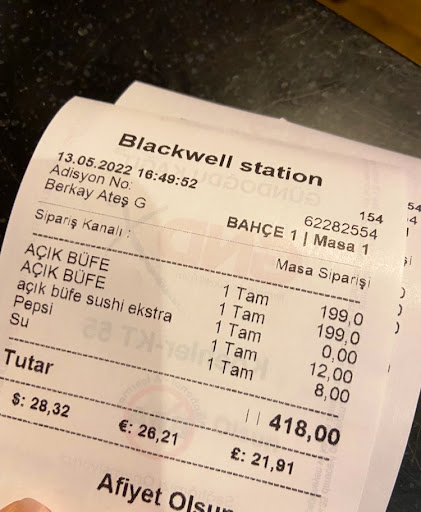 Blackwell station
13.05.2022 16:49:52
154
Adisyon No:
62282554
Berkay Ateş G
BAHÇE 1 | Masa 1
Sipariş Kanalı :
Masa Siparişi
AÇIK BÜFE 1 Tam 199,0
AÇIK BÜFE 1 Tam 199,0
açık büfe sushi ekstra 1 Tam 0,00
Pepsi 1 Tam 12,00
Su 1 Tam 8,00
Tutar 418,00
$: 28,32 €: 26,21 £: 21,91
Afiyet Olsun